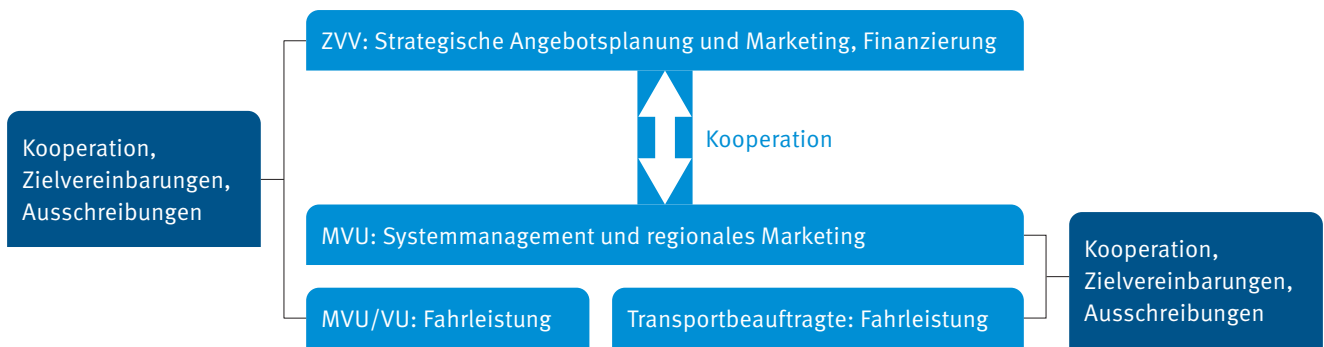 ZVV: Strategische Angebotsplanung und Marketing, Finanzierung
Kooperation,
Zielvereinbarungen,
Ausschreibungen
Kooperation
MVU: Systemmanagement und regionales Marketing
Kooperation,
Zielvereinbarungen,
Ausschreibungen
MVU/VU: Fahrleistung
Transportbeauftragte: Fahrleistung